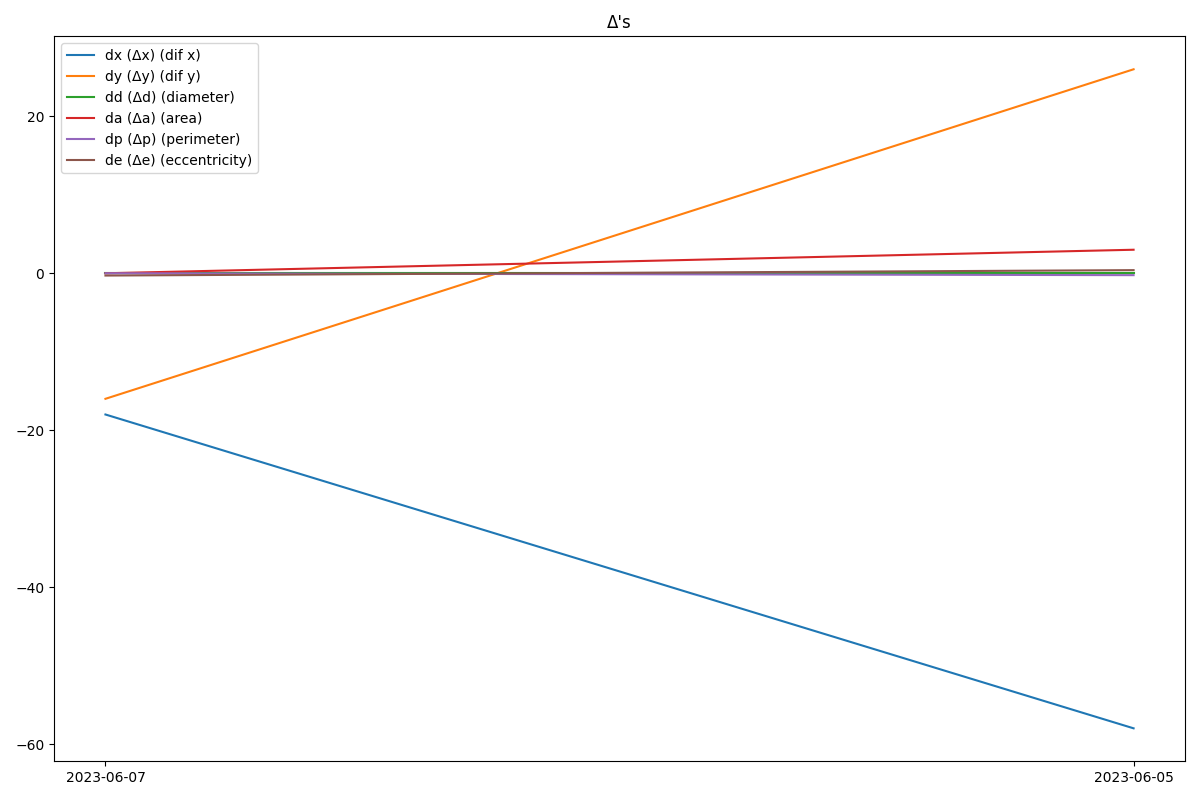 Δ's
dx (Δx) (dif x)
dy (Δy) (dif y)
dd (Δd) (diameter)
da (Δa) (area)
dp (Δp) (perimeter)
de (Δe) (eccentricity)
20
0
−20
−40
−60
2023-06-07 2023-06-05